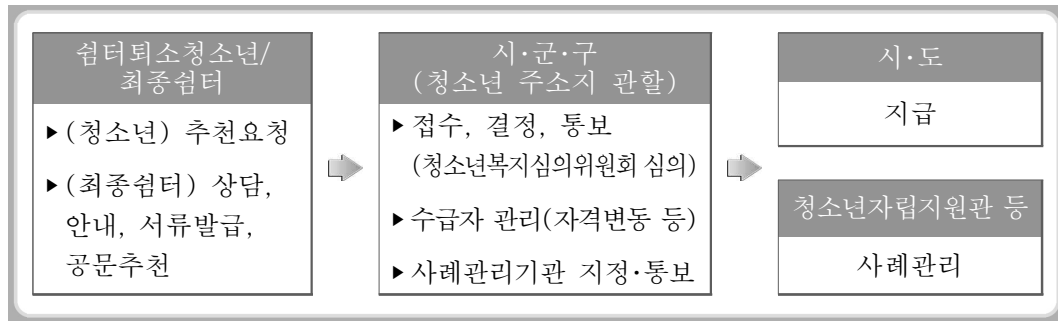 쉼터퇴소청소년/
최종쉼터
▶(청소년) 추천요청
▶(최종쉼터) 상담,
안내, 서류발급,
공문추천
시·군·구
(청소년 주소지 관할)
▶접수, 결정, 통보
(청소년복지심의위원회 심의)
▶수급자 관리(자격변동 등)
▶사례관리기관 지정·통보
시·도
지급
청소년자립지원관 등
사례관리